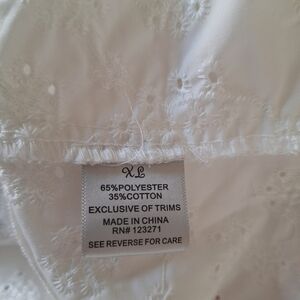 XL
65%POLYESTER
35%COTTON
EXCLUSIVE OF TRIMS
MADE IN CHINA
RN# 123271
SEE REVERSE FOR CARE